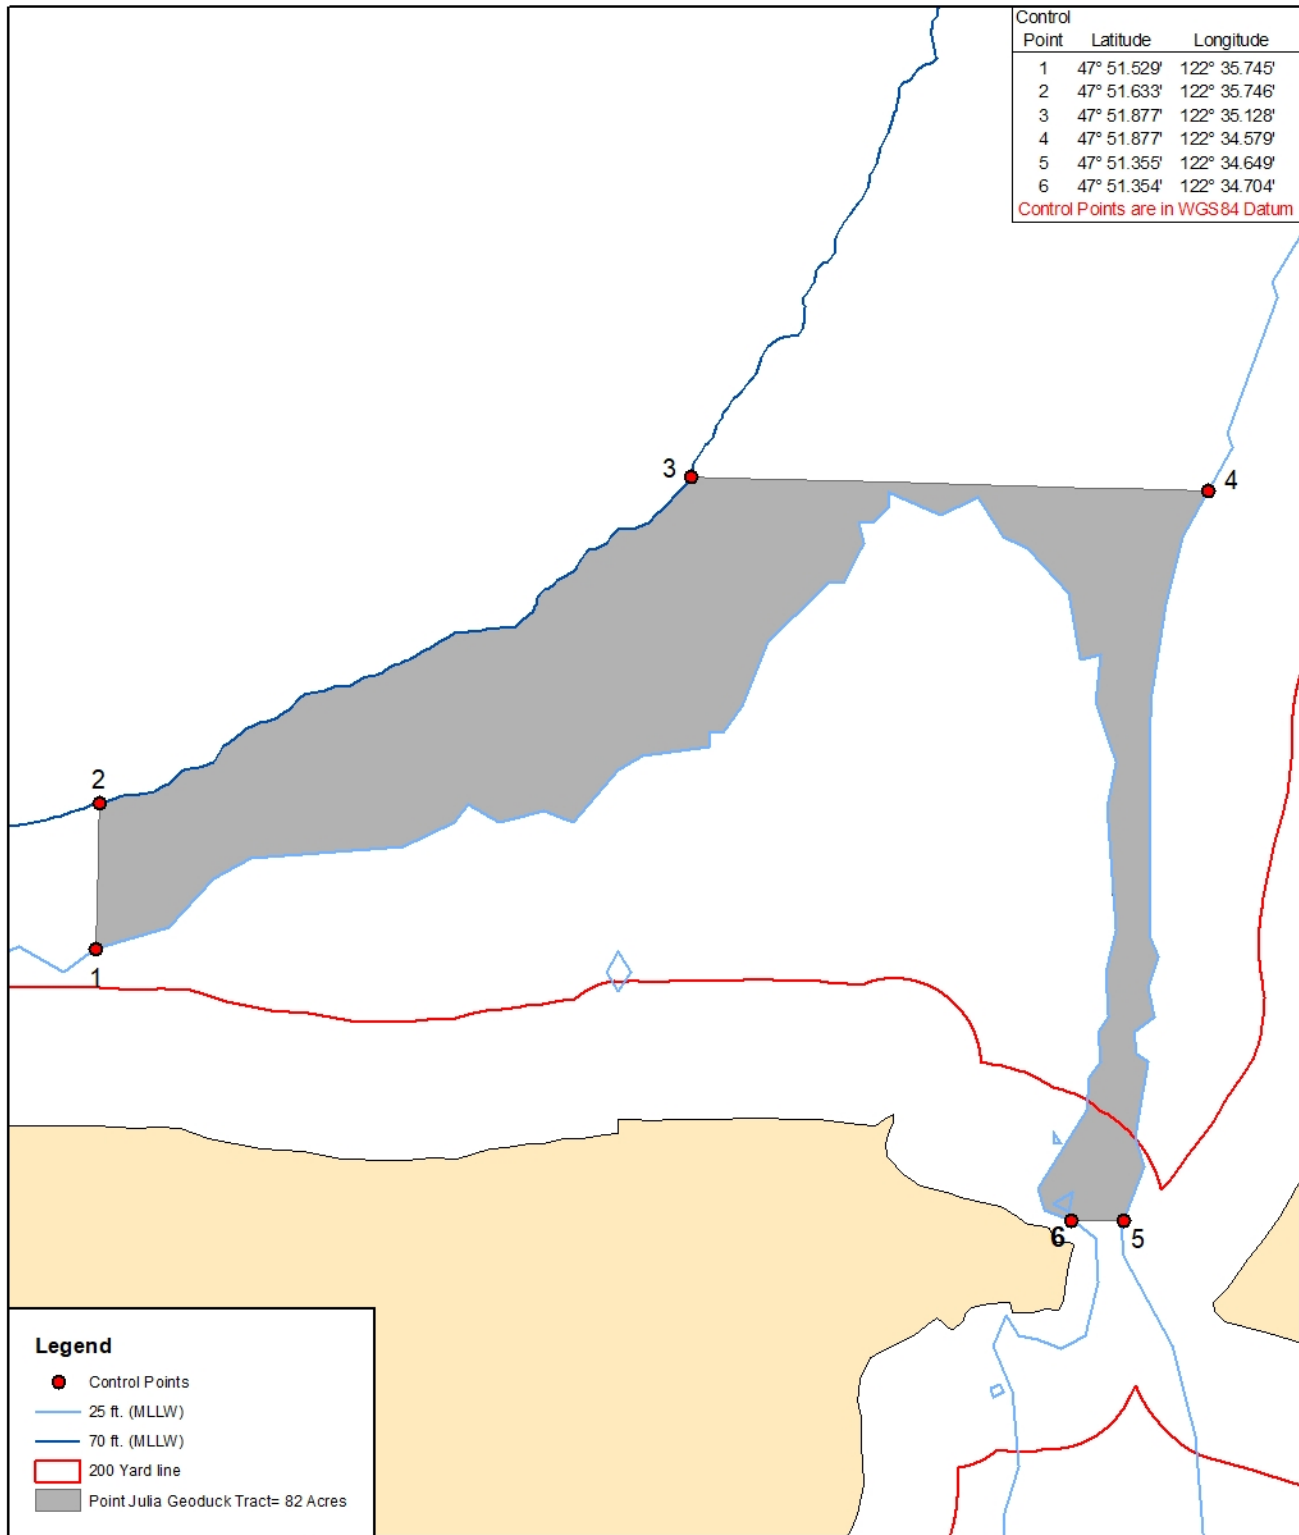 Control
Point Latitude Longitude
1 47° 51.529' 122° 35.745'
2 47° 51.633' 122° 35.746'
3 47° 51.877' 122° 35.128'
4 47° 51.877' 122° 34.579'
5 47° 51.355' 122° 34.649'
6 47° 51.354' 122° 34.704'
Control Points are in WGS84 Datum
3
4
2
1
6
5
Legend
Control Points
25 ft. (MLLW)
70 ft. (MLLW)
200 Yard line
Point Julia Geoduck Tract= 82 Acres